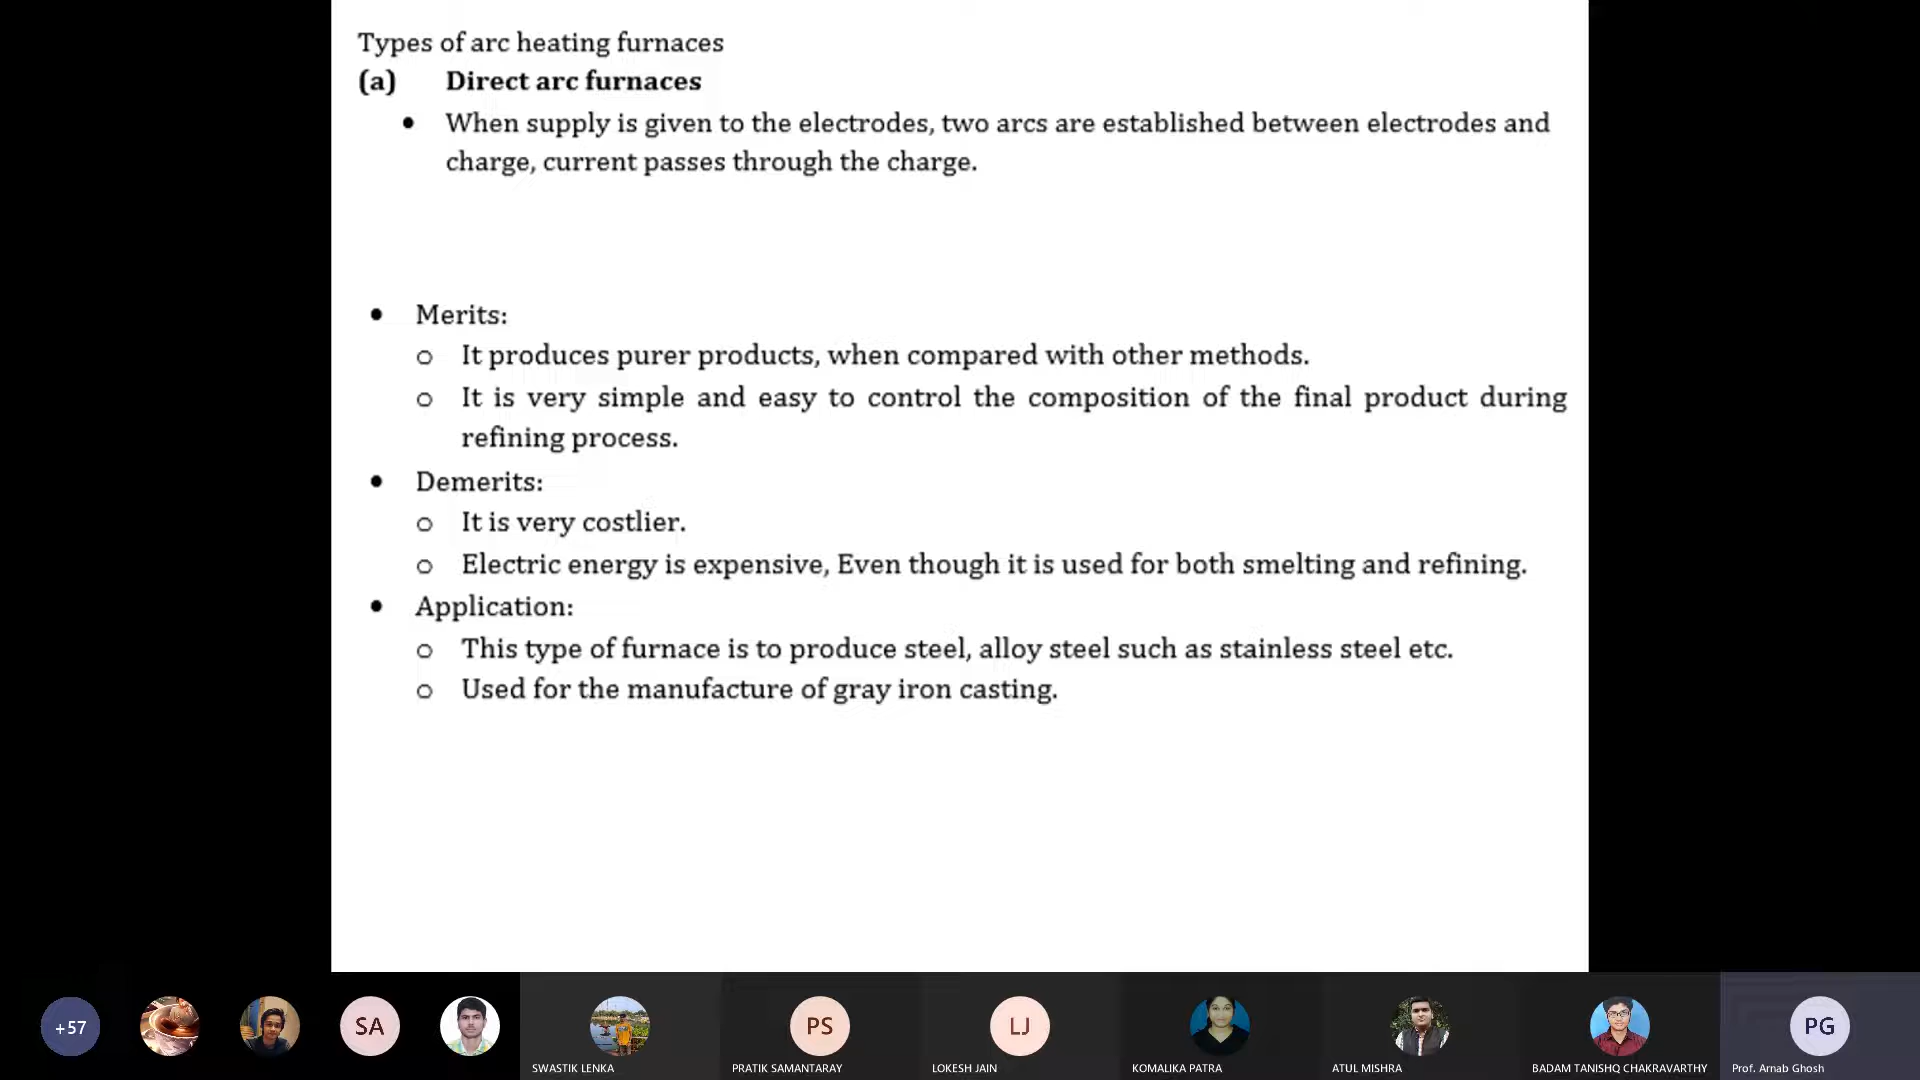 Types of arc heating furnaces
(a) Direct arc furnaces
• When supply is given to the electrodes, two arcs are established between electrodes and
charge, current passes through the charge.
• Merits:
o It produces purer products, when compared with other methods.
o It is very simple and easy to control the composition of the final product during
refining process.
• Demerits:
o It is very costlier.
o Electric energy is expensive, Even though it is used for both smelting and refining.
• Application:
o This type of furnace is to produce steel, alloy steel such as stainless steel etc.
o Used for the manufacture of gray iron casting.
+57
SA
PS
LJ
PG
SWASTIK LENKA
PRATIK SAMANTARAY
LOKESH JAIN
KOMALIKA PATRA
ATUL MISHRA
BADAM TANISHQ CHAKRAVARTHY
Prof. Arnab Ghosh